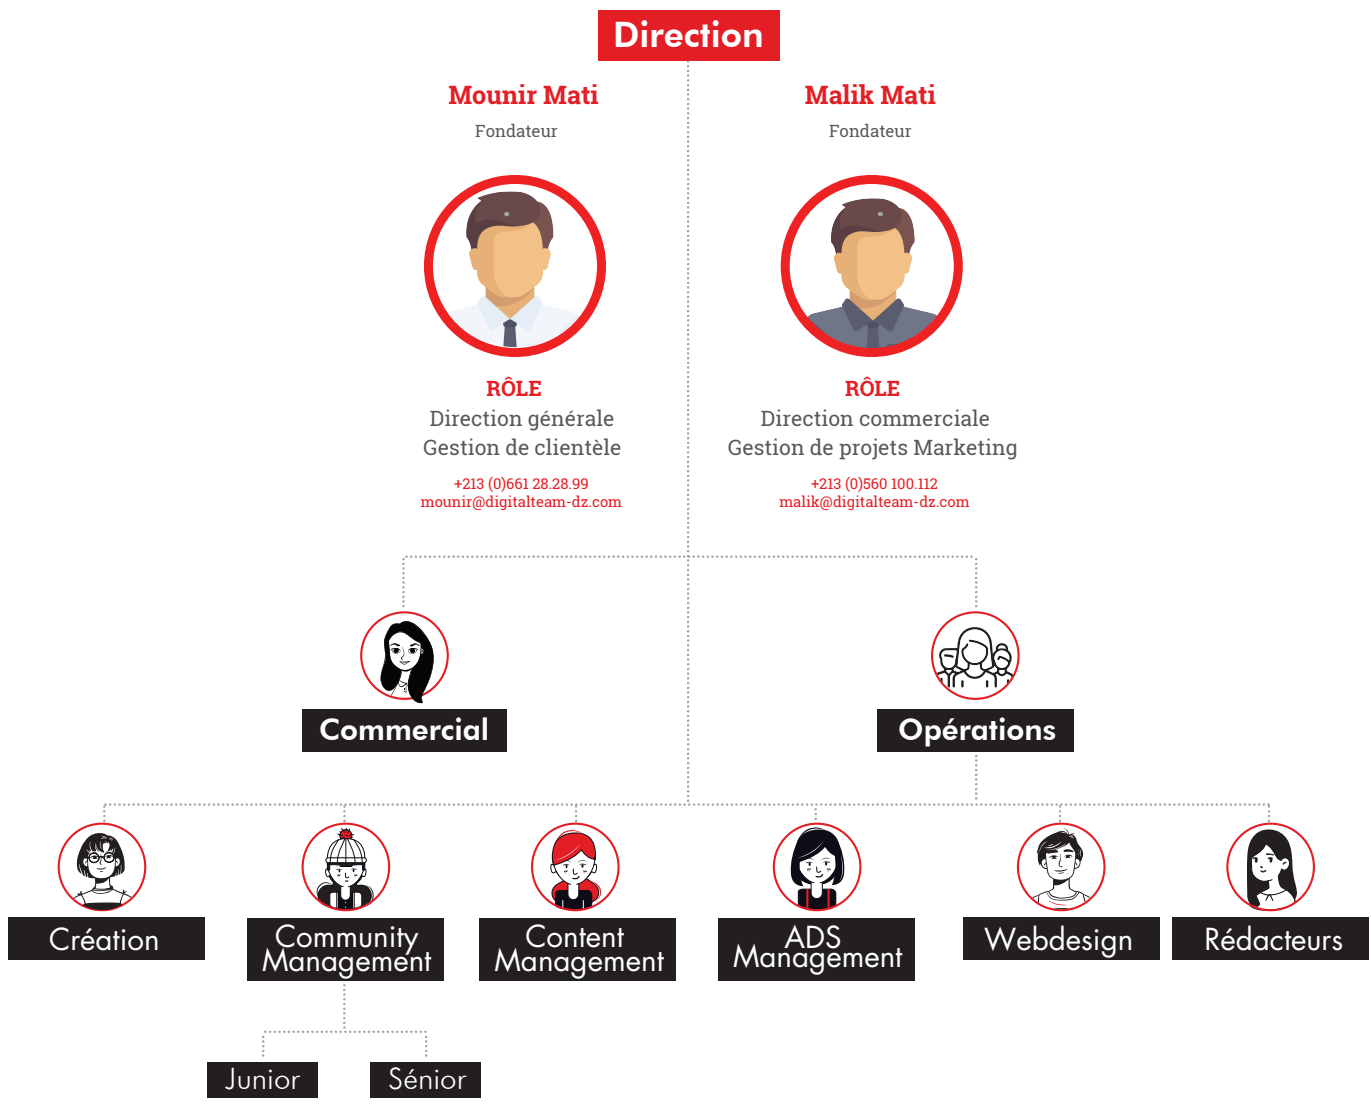 Direction
Mounir Mati
Fondateur
RÔLE
Direction générale
Gestion de clientèle
+213 (0)661 28.28.99
mounir@digitalteam-dz.com
Malik Mati
Fondateur
RÔLE
Direction commerciale
Gestion de projets Marketing
+213 (0)560 100.112
malik@digitalteam-dz.com
Commercial
Opérations
Création
Community
Management
Content
Management
ADS
Management
Webdesign
Rédacteurs
Junior
Sénior